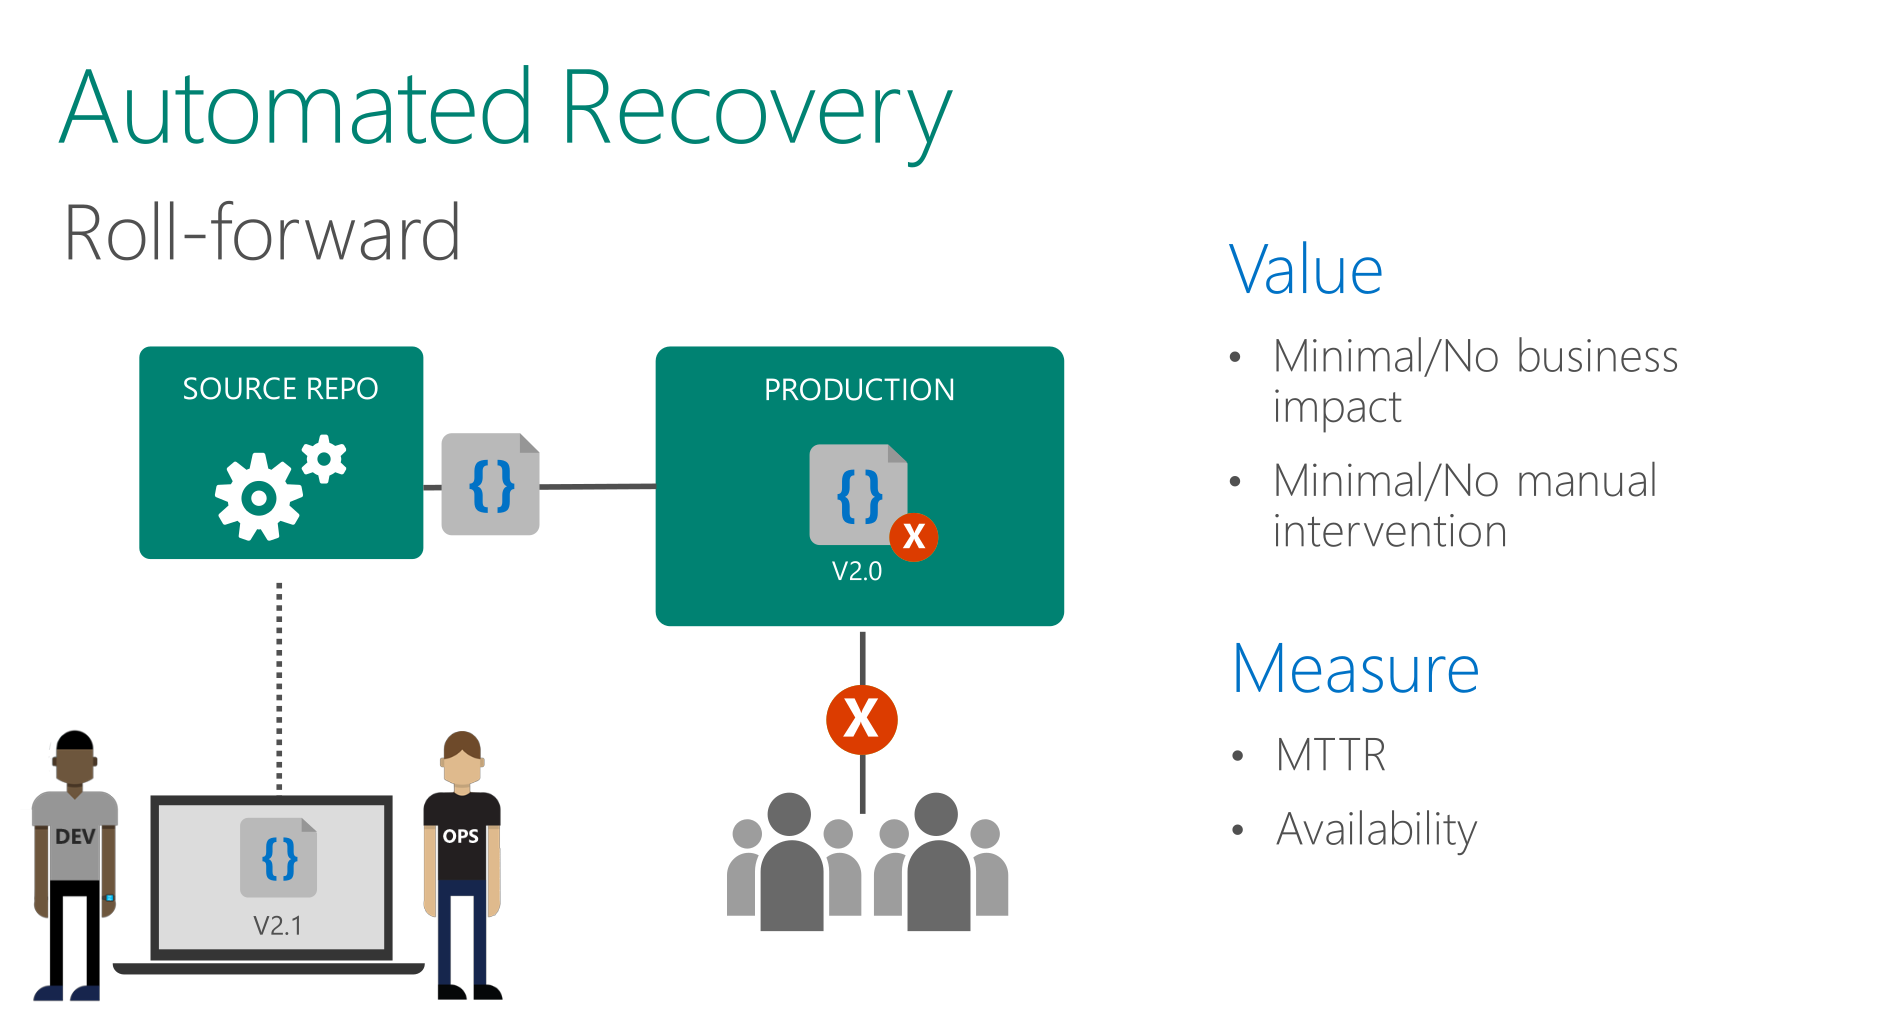 Automated Recovery
Roll-forward
SOURCE REPO
{}
PRODUCTION
{}
X
V2.0
X
DEV
{}
V2.1
OPS
Value
• Minimal/No business
impact
• Minimal/No manual
intervention
Measure
• MTTR
• Availability